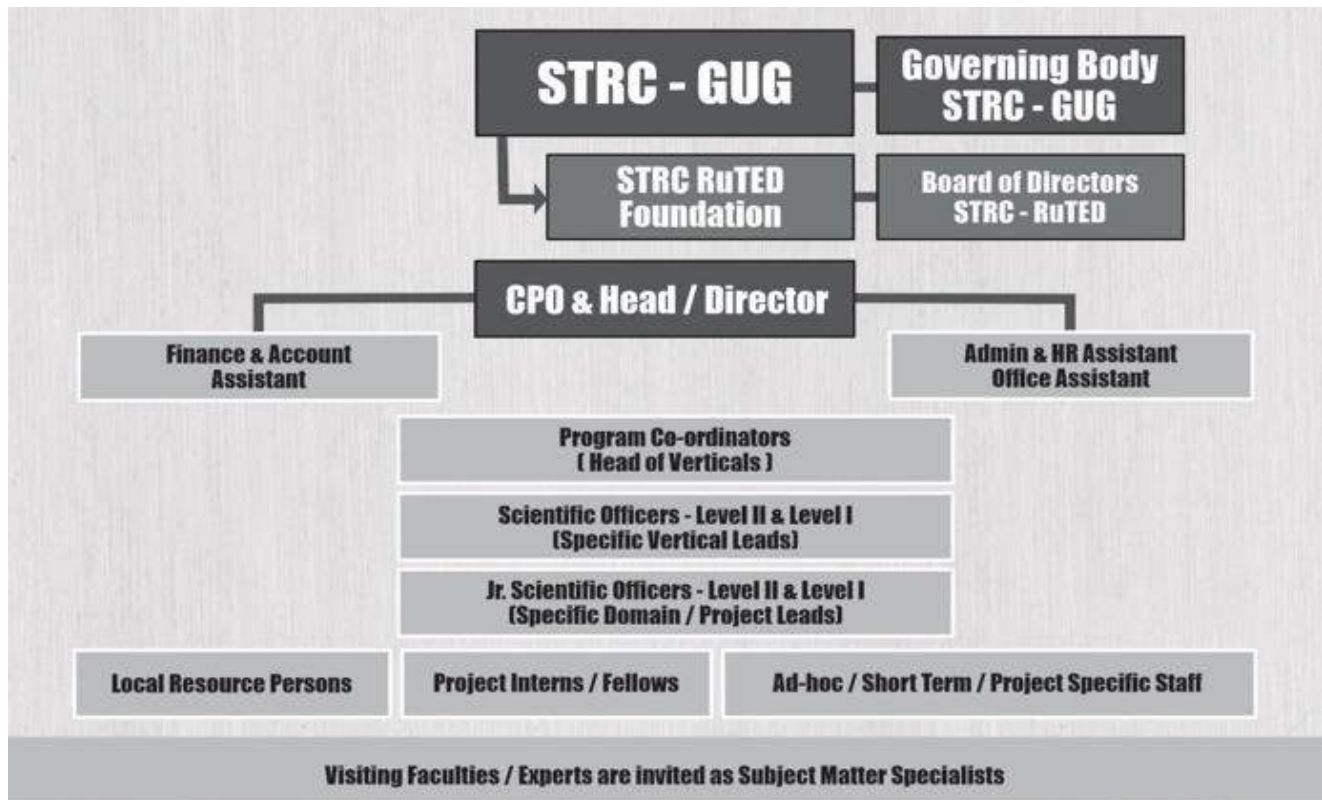 STRC - GUG
Governing Body
STRC - GUG
STRC RuTED
Foundation
Board of Directors
STRC - RuTED
CPO & Head / Director
Finance & Account
Assistant
Admin & HR Assistant
Office Assistant
Program Co-ordinators
( Head of Verticals )
Scientific Officers - Level II & Level I
(Specific Vertical Leads)
Jr. Scientific Officers - Level II & Level I
(Specific Domain / Project Leads)
Local Resource Persons
Project Interns / Fellows
Ad-hoc / Short Term / Project Specific Staff
Visiting Faculties / Experts are invited as Subject Matter Specialists